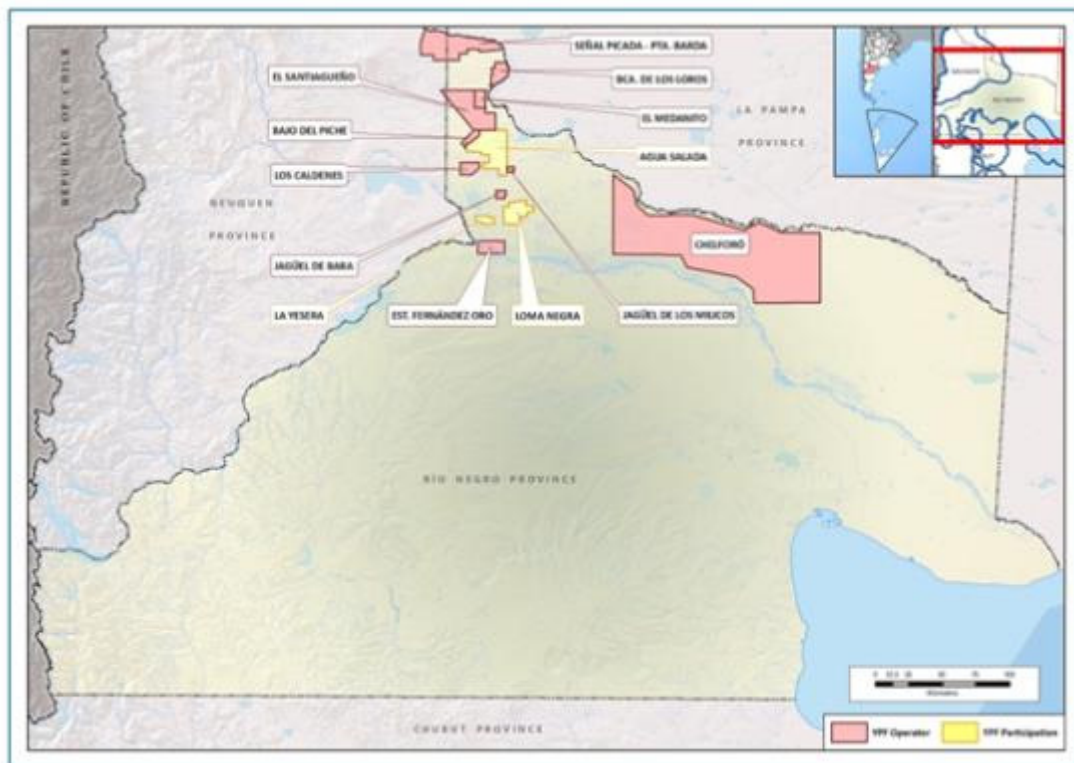 REPUBLIC OF CHILE
SEÑAL PICADA - PTA. BARDA
EL SANTIAGUEÑO
BCA. DE LOS LOROS
LA PAMPA
PROVINCE
EL MEDANITO
BAJO DEL PICHE
AGUA SALADA
LOS CALDENES
NEUQUEN
PROVINCE
CHELFORÓ
JAGÜEL DE BARA
LA YESERA
EST. FERNÁNDEZ ORO
LOMA NEGRA
JAGÜEL DE LOS MILICOS
RÍO NEGRO PROVINCE
CHUBUT PROVINCE
YPF Operator
YPF Participation